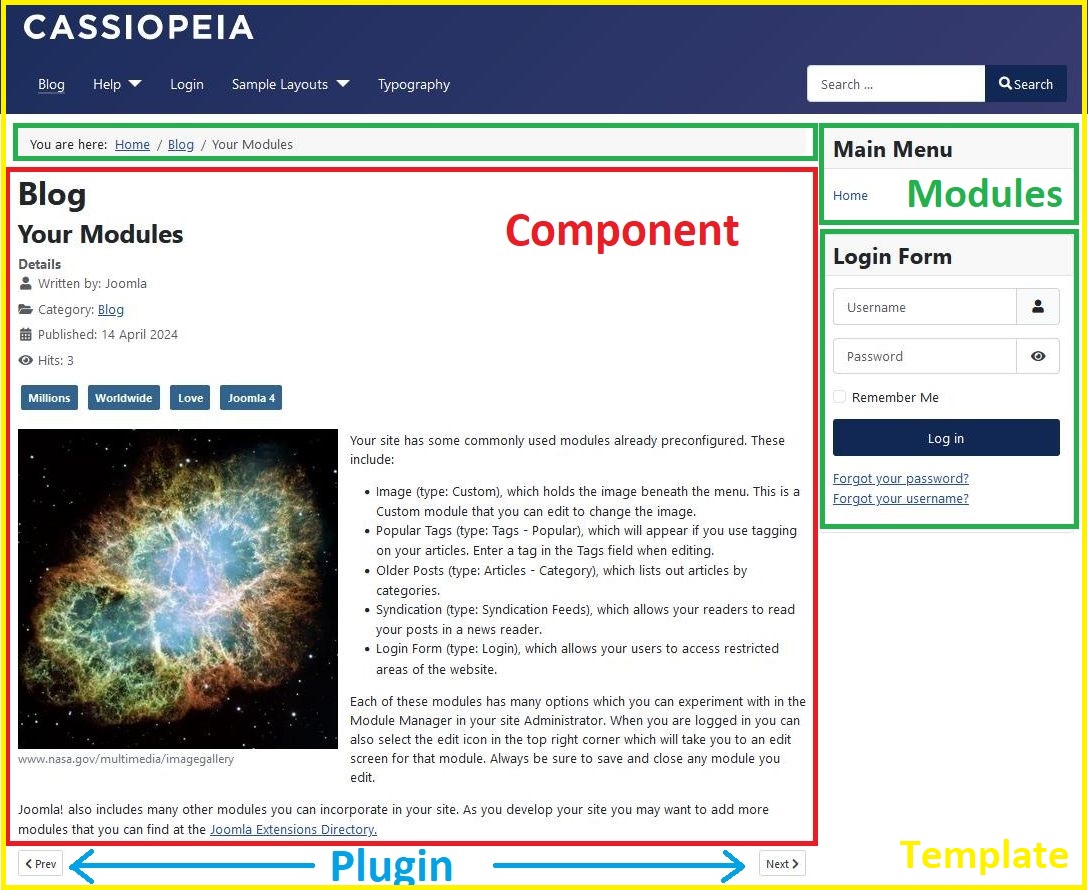 CASSIOPEIA
Blog Help Login Sample Layouts Typography Search ... Search
You are here: Home / Blog / Your Modules
Main Menu
Home
Modules
Blog
Your Modules
Component
Details
Written by: Joomla
Category: Blog
Published: 14 April 2024
Hits: 3
Millions Worldwide Love Joomla 4
Login Form
Username
Password
Remember Me
Log in
Forgot your password?
Forgot your username?
Your site has some commonly used modules already preconfigured. These
include:
• Image (type: Custom), which holds the image beneath the menu. This is a
Custom module that you can edit to change the image.
• Popular Tags (type: Tags - Popular), which will appear if you use tagging
on your articles. Enter a tag in the Tags field when editing.
• Older Posts (type: Articles - Category), which lists out articles by
categories.
• Syndication (type: Syndication Feeds), which allows your readers to read
your posts in a news reader.
• Login Form (type: Login), which allows your users to access restricted
areas of the website.
Each of these modules has many options which you can experiment with in the
Module Manager in your site Administrator. When you are logged in you can
also select the edit icon in the top right corner which will take you to an edit
screen for that module. Always be sure to save and close any module you
edit.
www.nasa.gov/multimedia/imagegallery
Joomla! also includes many other modules you can incorporate in your site. As you develop your site you may want to add more
modules that you can find at the Joomla Extensions Directory.
Prev Plugin Next
Template